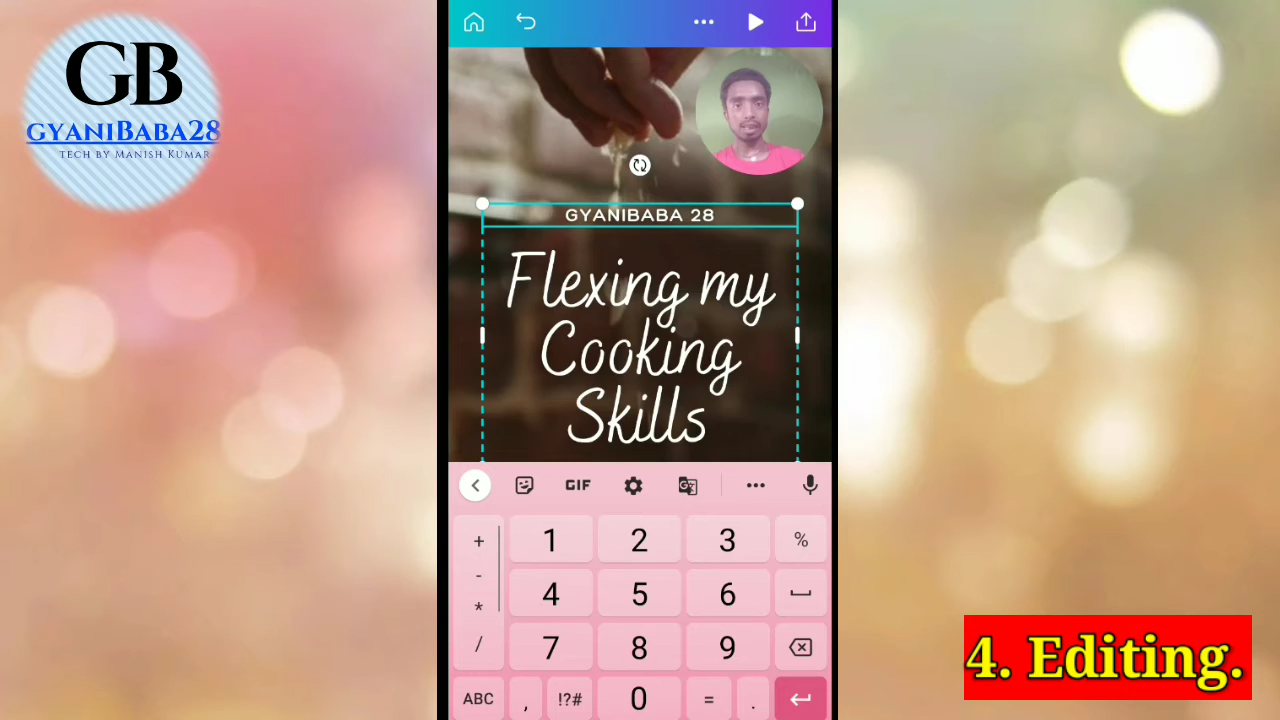 GB
GYANIBABA28
TECH BY MANISH KUMAR
GYANIBABA 28
Flexing my
Cooking
Skills
GIF
+ 1 2 3 %
- 4 5 6
*
/ 7 8 9
ABC , !?# 0 = .
4. Editing.